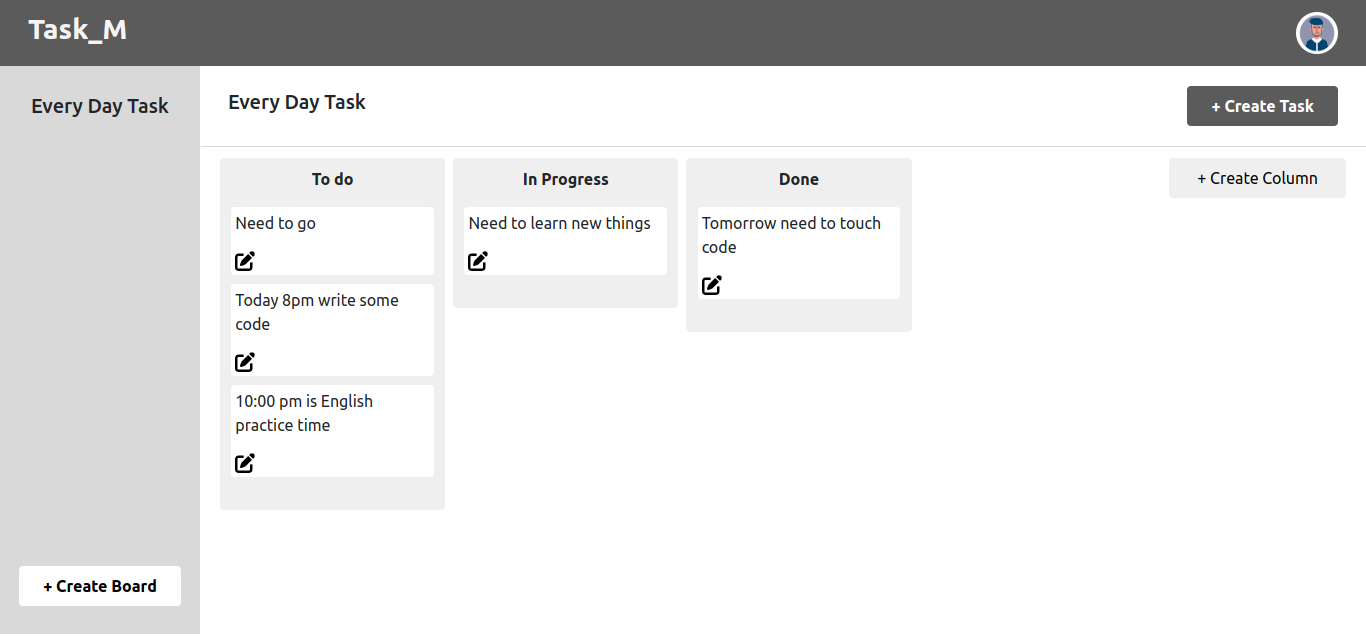 Task_M
Every Day Task
+ Create Board
Every Day Task
+ Create Task
To do
Need to go
Today 8pm write some
code
10:00 pm is English
practice time
In Progress
Need to learn new things
Done
Tomorrow need to touch
code
+ Create Column